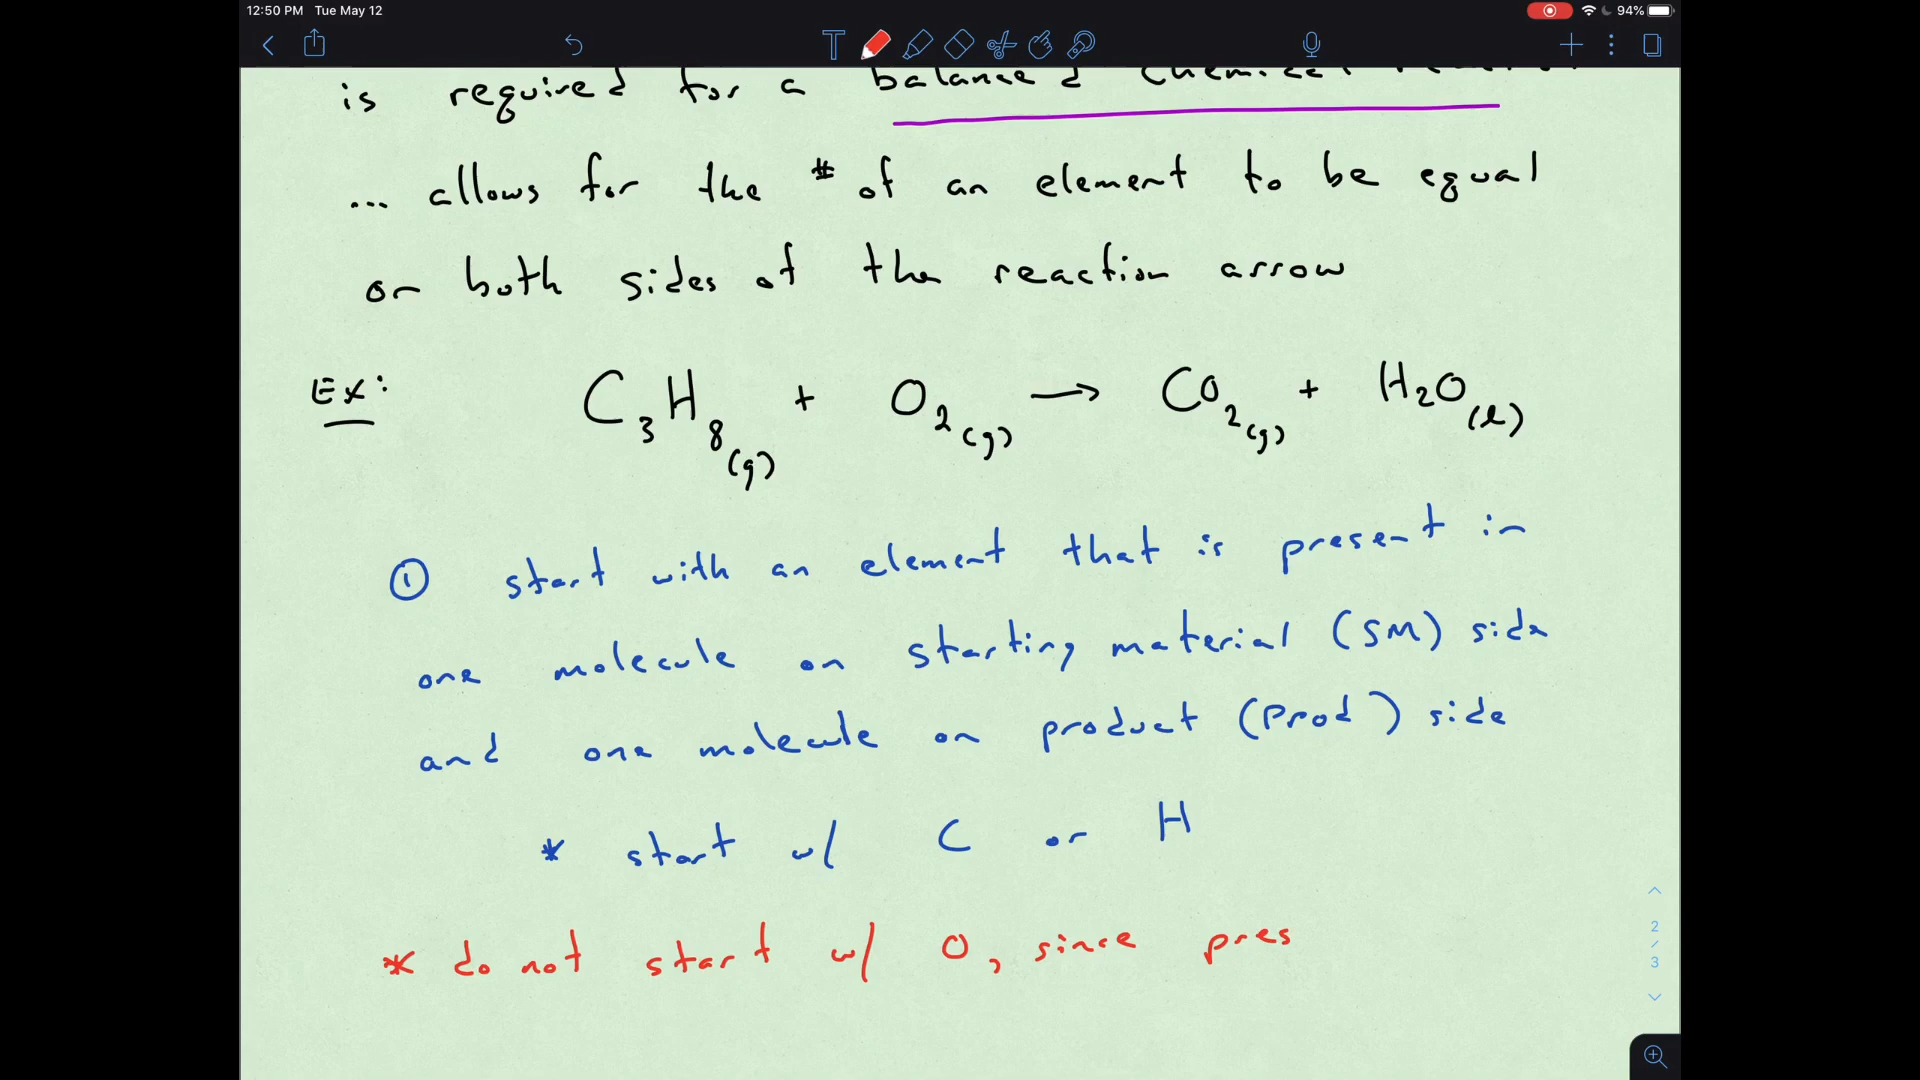 12:50 PM Tue May 12
94%
T
is required for a balanced chemical
... allows for the # of an element to be equal
on both sides of the reaction arrow
Ex: C3H8(g) + O2(g) → CO2(g) + H2O(l)
① start with an element that is present in
one molecule on starting material (SM) side
and one molecule on product (Prod) side
* start w/ C or H
* do not start w/ O, since pres
2
/
3